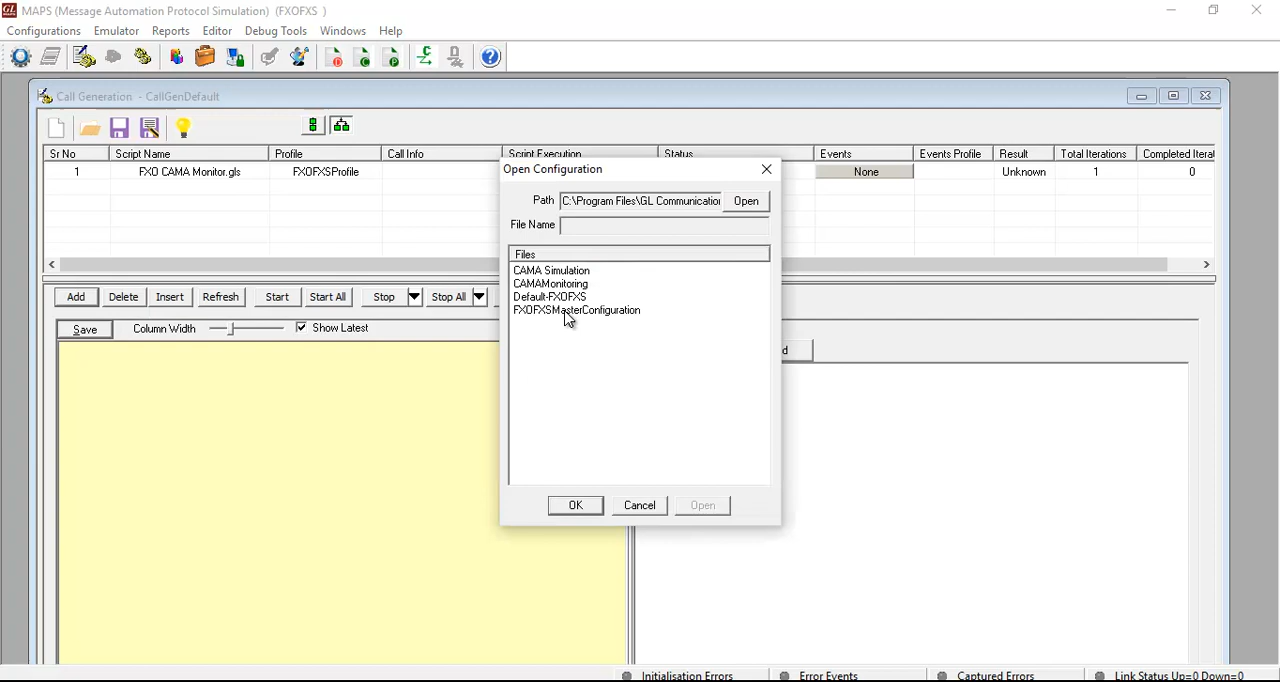 MAPS (Message Automation Protocol Simulation) (FXOFXS )
Configurations Emulator Reports Editor Debug Tools Windows Help
Call Generation - CallGenDefault
Sr No Script Name Profile Call Info Script Execution Status Events Events Profile Result Total Iterations Completed Iterat
1 FXO CAMA Monitor.gls FXOFXSProfile None Unknown 1 0
Open Configuration
Path C:\Program Files\GL Communication Open
File Name
Files
CAMA Simulation
CAMAMonitoring
Default-FXOFXS
FXOFXSMasterConfiguration
OK Cancel Open
Add Delete Insert Refresh Start Start All Stop Stop All
Save Column Width Show Latest
d
Initialisation Errors Error Events Captured Errors Link Status Up=0 Down=0